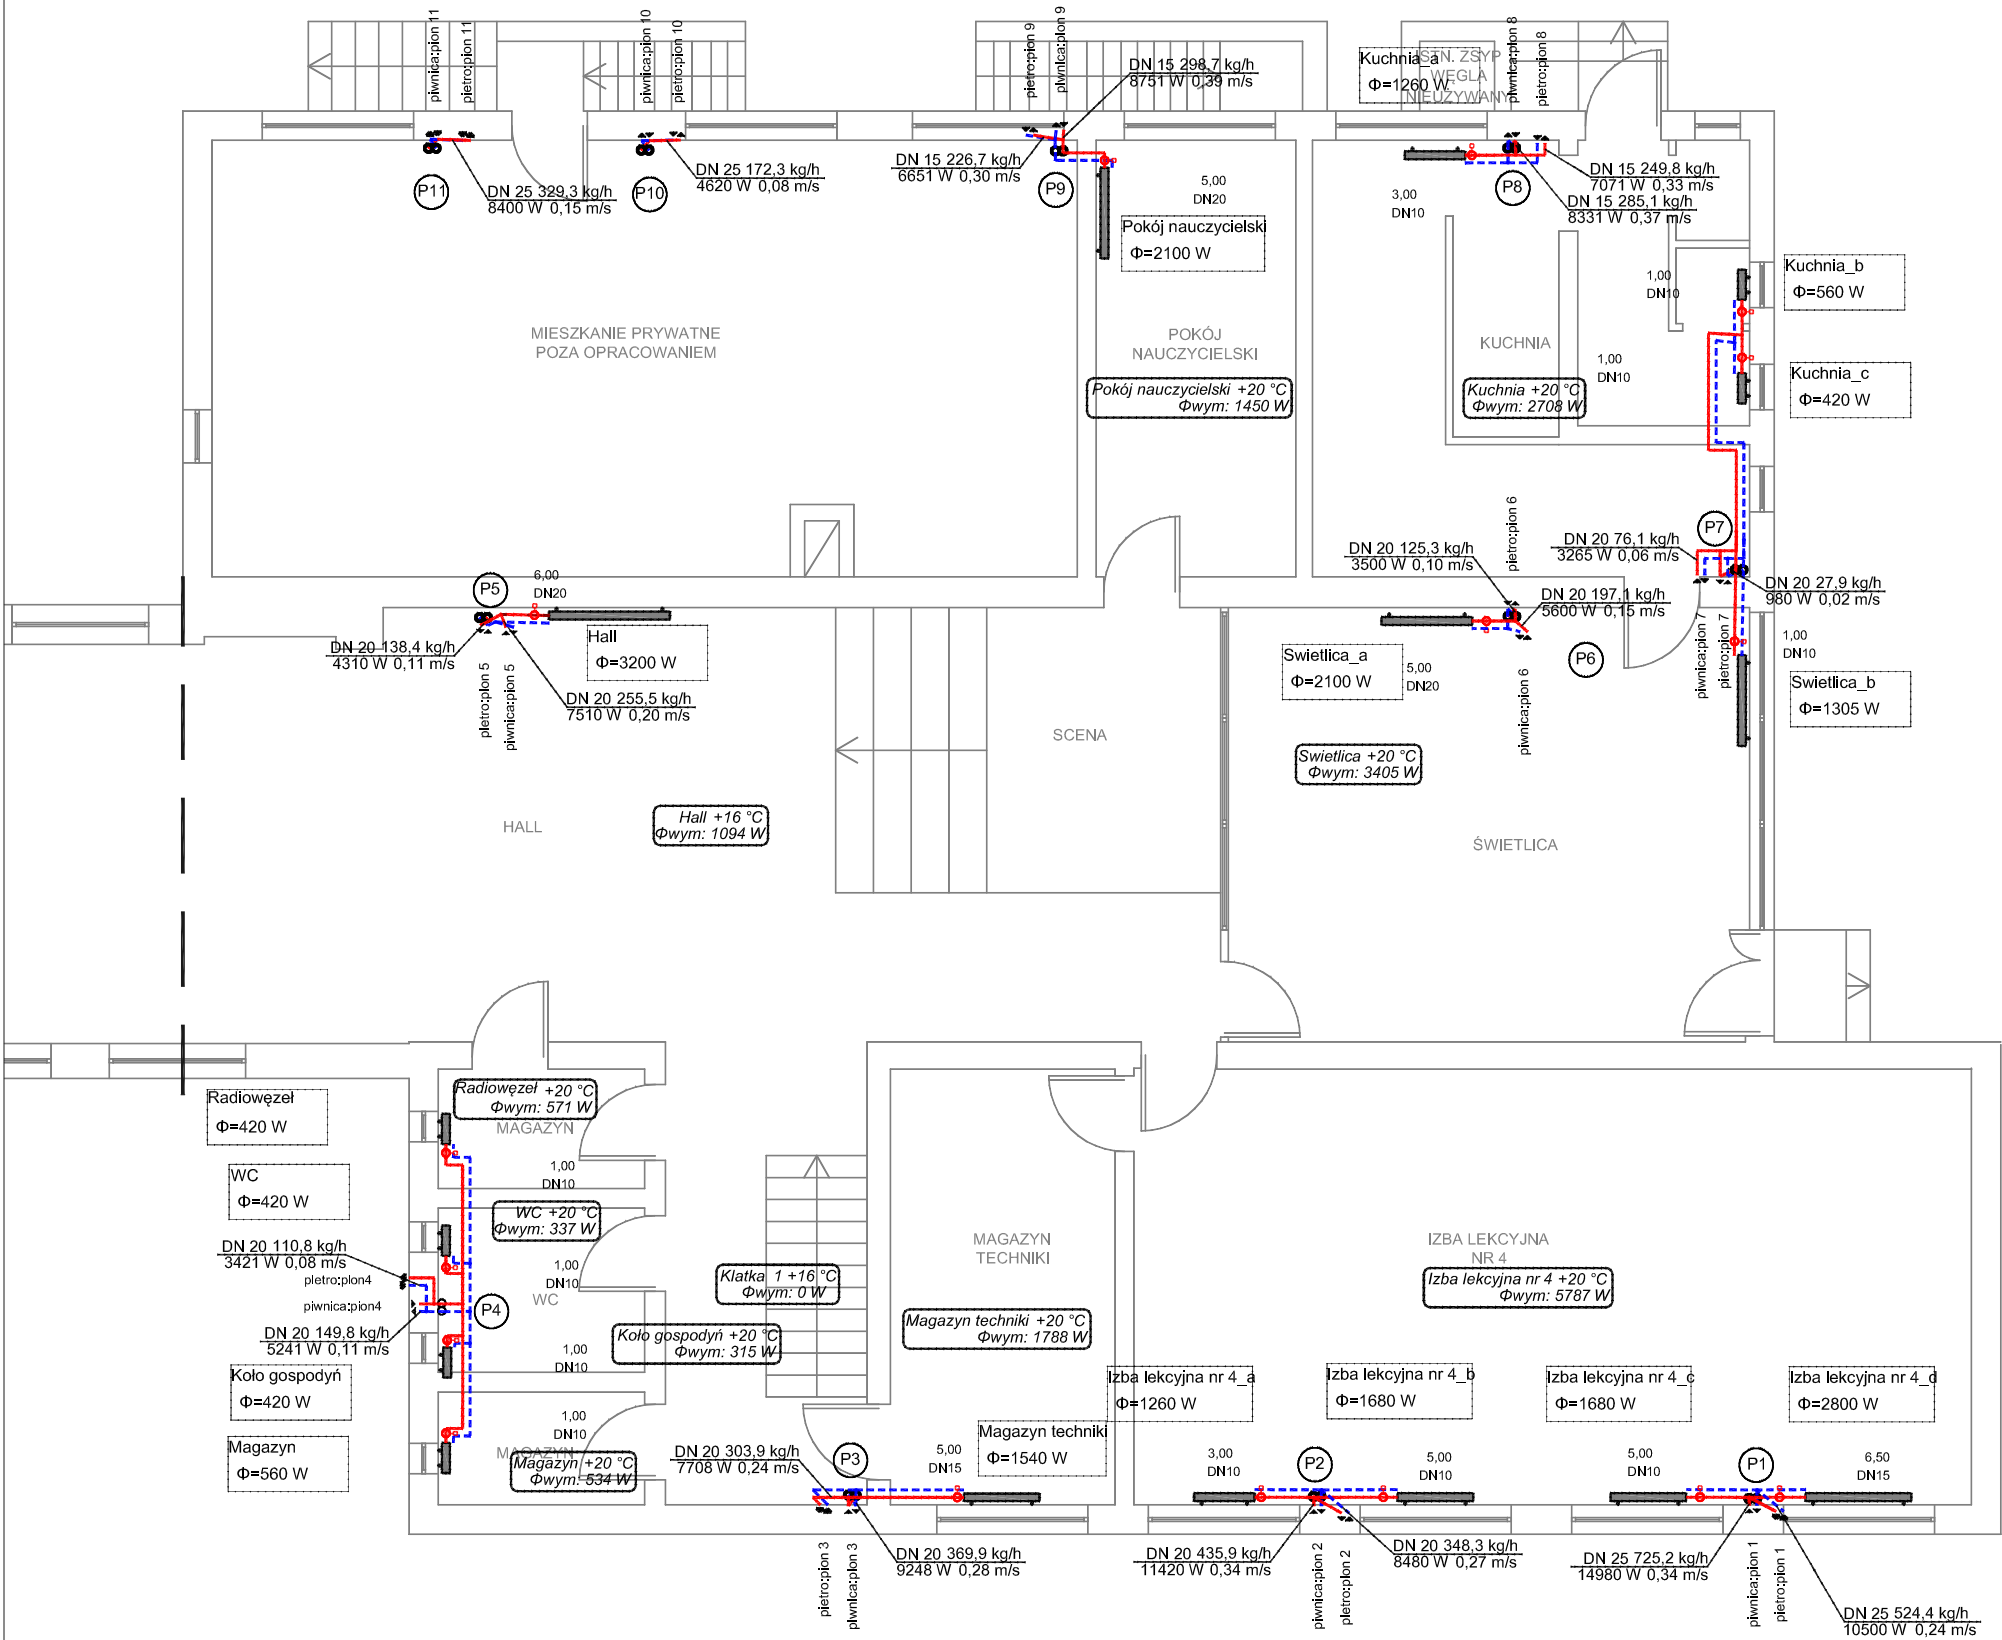 piwnica:pion 11
pietro:pion 11
piwnica:pion 10
pietro:pion 10
pietro:pion 9
piwnica:pion 9
DN 15 298,7 kg/h
8751 W 0,39 m/s
Kuchnia_a
Φ=1260 W
ISTN. ZSYP
WĘGLA
NIEUŻYWANY
piwnica:pion 8
pietro:pion 8
P11
DN 25 329,3 kg/h
8400 W 0,15 m/s
P10
DN 25 172,3 kg/h
4620 W 0,08 m/s
DN 15 226,7 kg/h
6651 W 0,30 m/s
P9
5,00
DN20
Pokój nauczycielski
Φ=2100 W
3,00
DN10
P8
DN 15 249,8 kg/h
7071 W 0,33 m/s
DN 15 285,1 kg/h
8331 W 0,37 m/s
1,00
DN10
Kuchnia_b
Φ=560 W
MIESZKANIE PRYWATNE
POZA OPRACOWANIEM
POKÓJ
NAUCZYCIELSKI
KUCHNIA
1,00
DN10
Kuchnia_c
Φ=420 W
Pokój nauczycielski +20 °C
Φwym: 1450 W
Kuchnia +20 °C
Φwym: 2708 W
P5
6,00
DN20
DN 20 138,4 kg/h
4310 W 0,11 m/s
Hall
Φ=3200 W
DN 20 255,5 kg/h
7510 W 0,20 m/s
pietro:pion 5
piwnica:pion 5
DN 20 125,3 kg/h
3500 W 0,10 m/s
pietro:pion 6
P7
DN 20 76,1 kg/h
3265 W 0,06 m/s
DN 20 27,9 kg/h
980 W 0,02 m/s
DN 20 197,1 kg/h
5600 W 0,15 m/s
P6
Swietlica_a
Φ=2100 W
5,00
DN20
piwnica:pion 6
piwnica:pion 7
pietro:pion 7
1,00
DN10
Swietlica_b
Φ=1305 W
SCENA
Swietlica +20 °C
Φwym: 3405 W
HALL
Hall +16 °C
Φwym: 1094 W
ŚWIETLICA
Radiowęzeł
Φ=420 W
Radiowęzeł +20 °C
Φwym: 571 W
MAGAZYN
1,00
DN10
WC
Φ=420 W
WC +20 °C
Φwym: 337 W
DN 20 110,8 kg/h
3421 W 0,08 m/s
pietro:pion4
piwnica:pion4
1,00
DN10
WC
P4
DN 20 149,8 kg/h
5241 W 0,11 m/s
Klatka 1 +16 °C
Φwym: 0 W
Koło gospodyń +20 °C
Φwym: 315 W
1,00
DN10
Koło gospodyń
Φ=420 W
MAGAZYN
TECHNIKI
Magazyn techniki +20 °C
Φwym: 1788 W
IZBA LEKCYJNA
NR 4
Izba lekcyjna nr 4 +20 °C
Φwym: 5787 W
1,00
DN10
Magazyn
Φ=560 W
MAGAZYN
Magazyn +20 °C
Φwym: 534 W
DN 20 303,9 kg/h
7708 W 0,24 m/s
P3
5,00
DN15
Magazyn techniki
Φ=1540 W
Izba lekcyjna nr 4_a
Φ=1260 W
Izba lekcyjna nr 4_b
Φ=1680 W
Izba lekcyjna nr 4_c
Φ=1680 W
Izba lekcyjna nr 4_d
Φ=2800 W
3,00
DN10
P2
5,00
DN10
5,00
DN10
P1
6,50
DN15
pietro:pion 3
piwnica:pion 3
DN 20 369,9 kg/h
9248 W 0,28 m/s
DN 20 435,9 kg/h
11420 W 0,34 m/s
piwnica:pion 2
pietro:pion 2
DN 20 348,3 kg/h
8480 W 0,27 m/s
DN 25 725,2 kg/h
14980 W 0,34 m/s
piwnica:pion 1
pietro:pion 1
DN 25 524,4 kg/h
10500 W 0,24 m/s